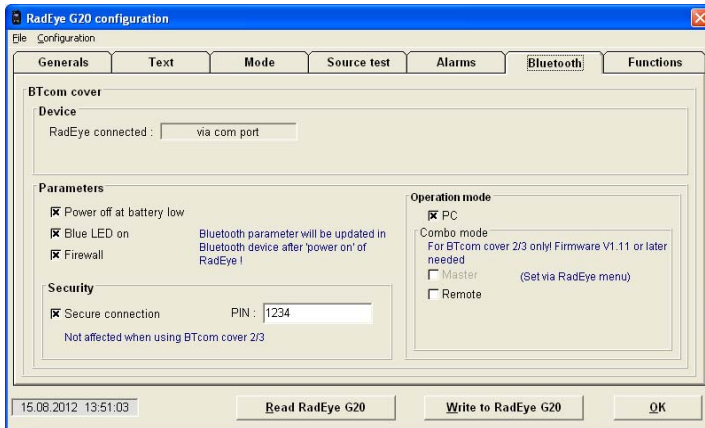 RadEye G20 configuration
File Configuration
Generals Text Mode Source test Alarms Bluetooth Functions
BTcom cover
Device
RadEye connected : via com port
Parameters
Power off at battery low
Blue LED on
Firewall
Bluetooth parameter will be updated in
Bluetooth device after 'power on' of
RadEye !
Security
Secure connection PIN : 1234
Not affected when using BTcom cover 2/3
Operation mode
PC
Combo mode
For BTcom cover 2/3 only! Firmware V1.11 or later
needed
Master (Set via RadEye menu)
Remote
15.08.2012 13:51:03 Read RadEye G20 Write to RadEye G20 OK